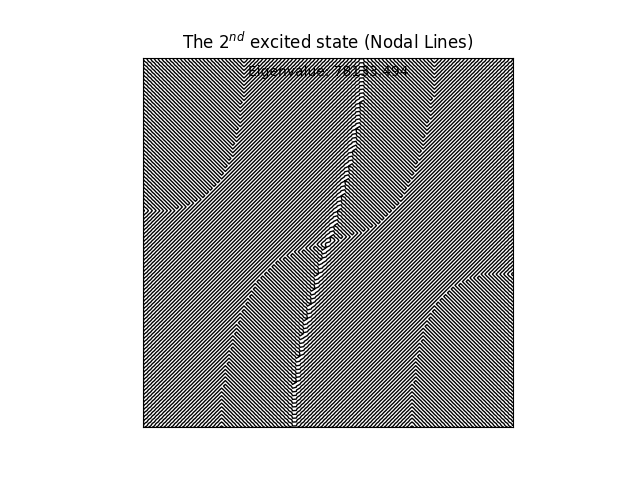 The 2nd excited state (Nodal Lines)
Eigenvalue: 78133.494